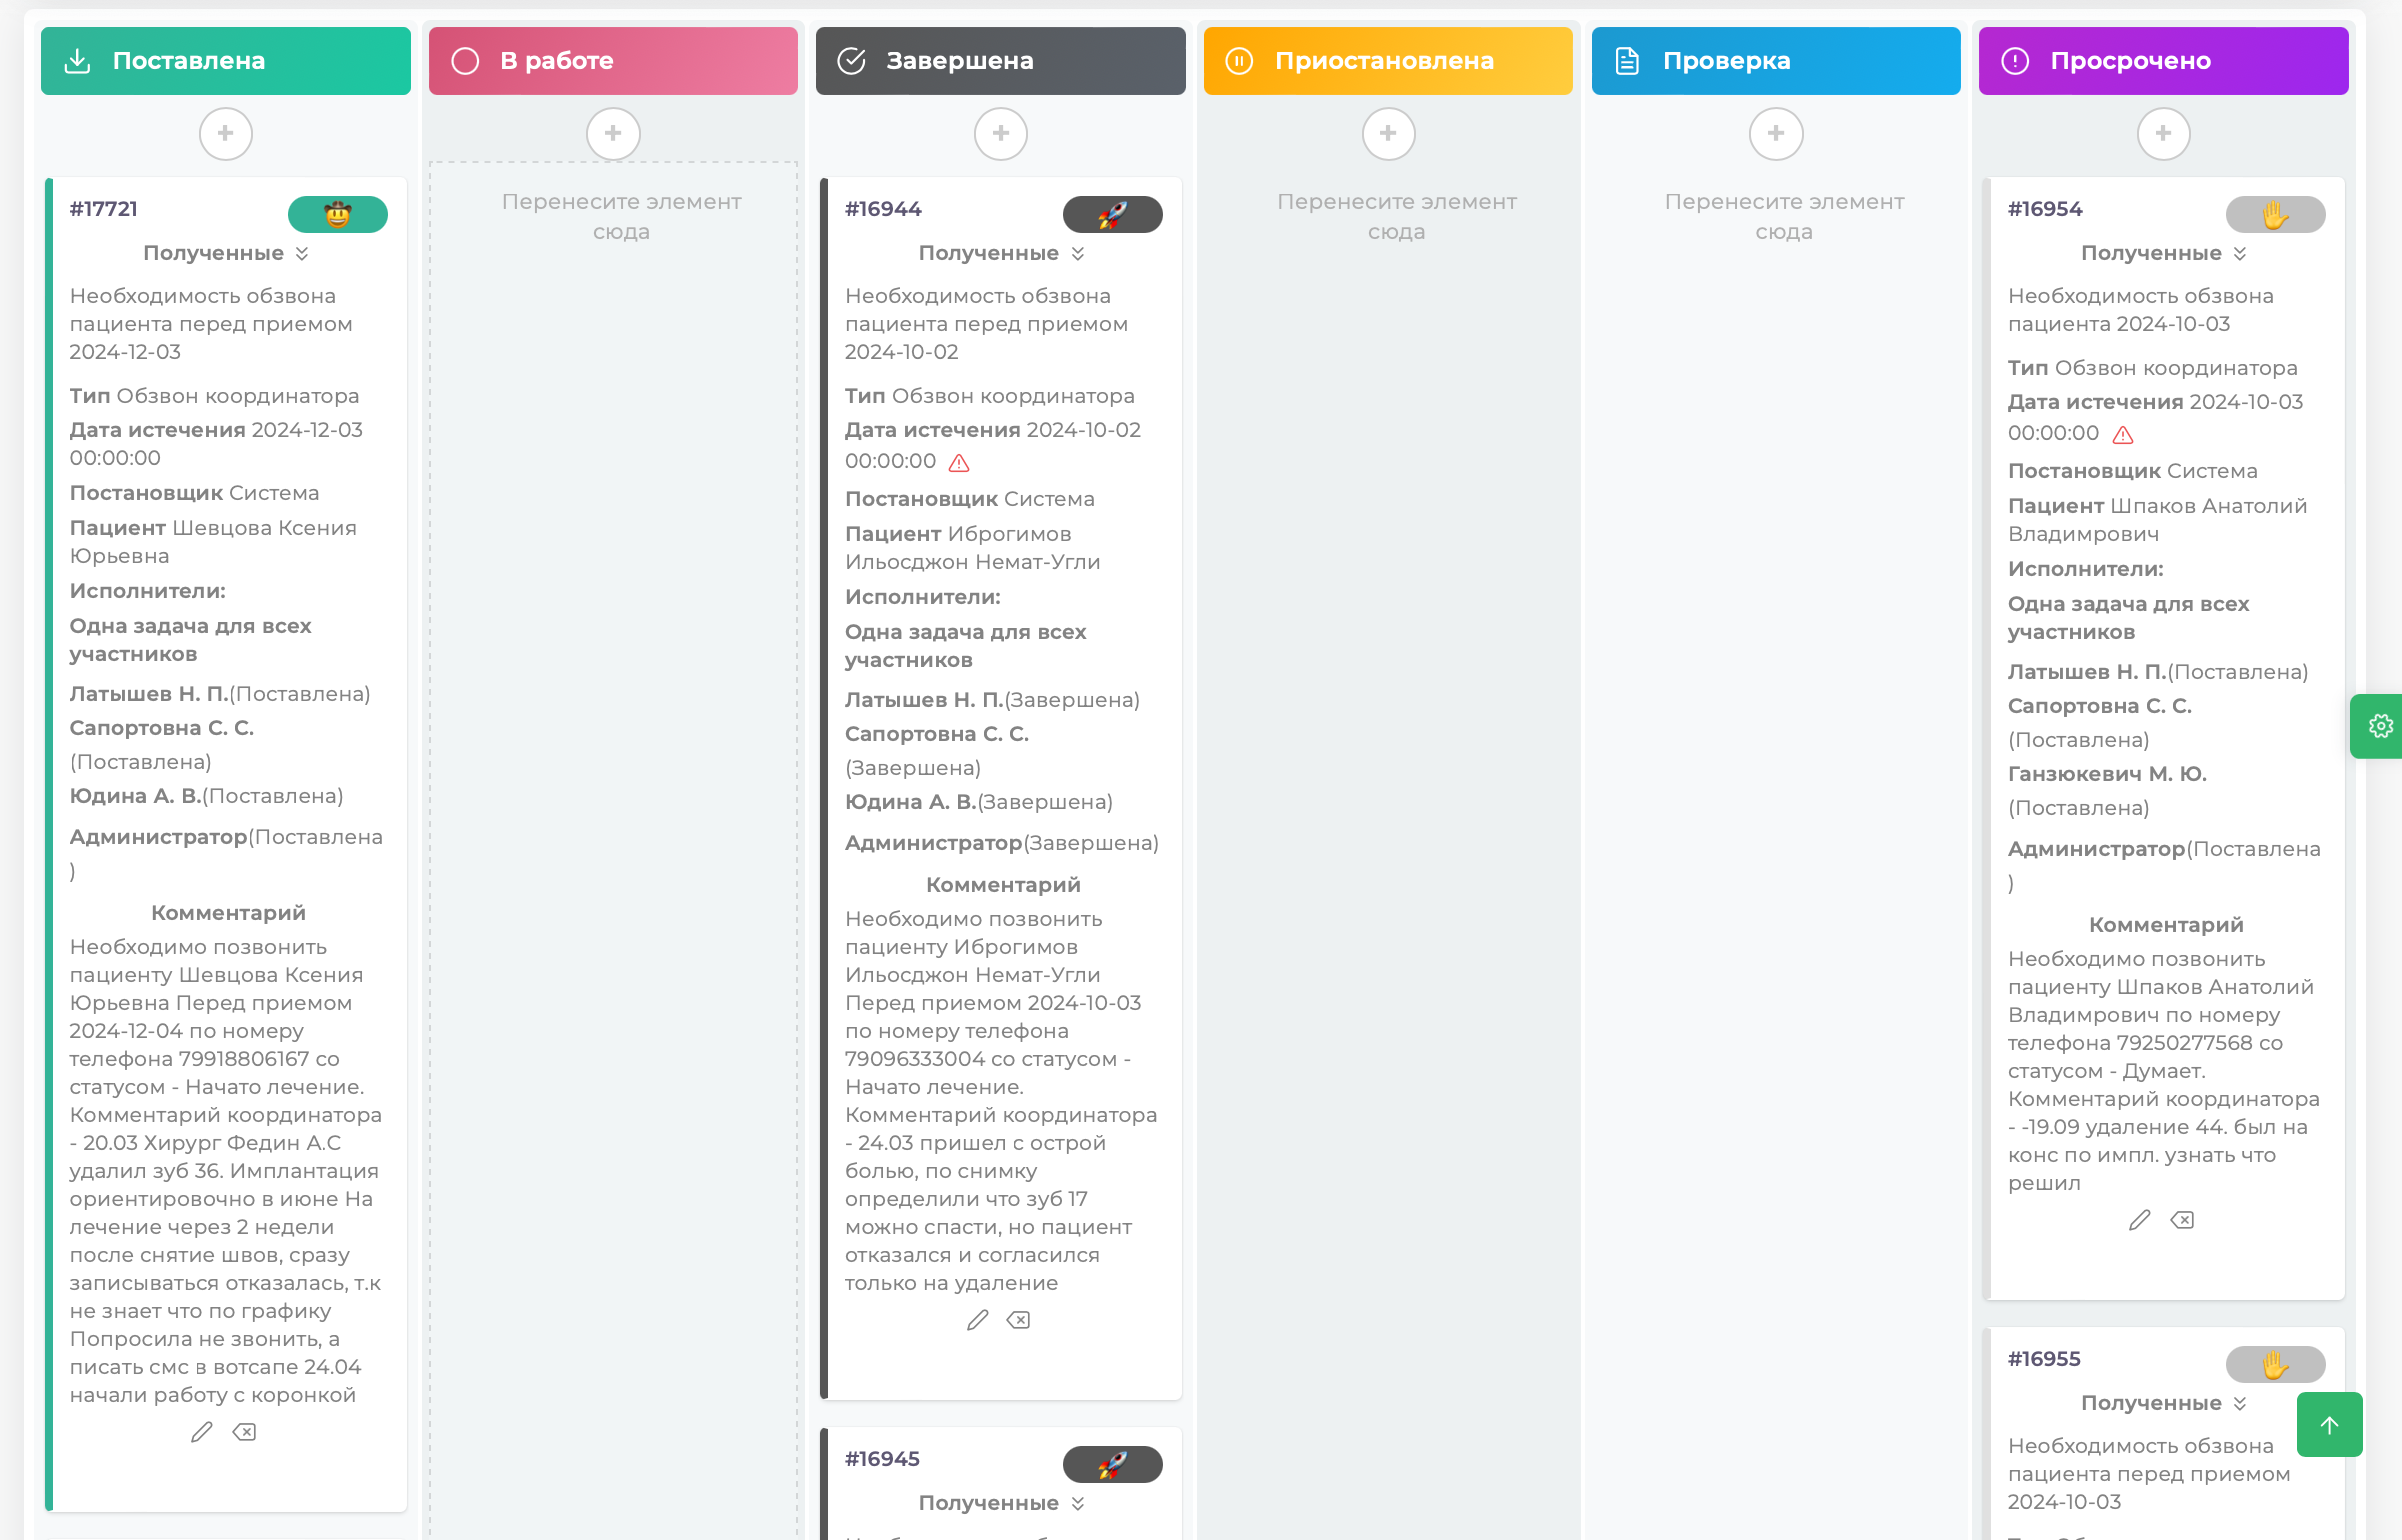 Поставлена
В работе
Завершена
Приостановлена
Проверка
Просрочено
#17721
Полученные
Необходимость обзвона
пациента перед приемом
2024-12-03
Тип Обзвон координатора
Дата истечения 2024-12-03
00:00:00
Постановщик Система
Пациент Шевцова Ксения
Юрьевна
Исполнители:
Одна задача для всех
участников
Латышев Н. П.(Поставлена)
Сапортовна С. С.
(Поставлена)
Юдина А. В.(Поставлена)
Администратор(Поставлена
)
Комментарий
Необходимо позвонить
пациенту Шевцова Ксения
Юрьевна Перед приемом
2024-12-04 по номеру
телефона 79918806167 со
статусом - Начато лечение.
Комментарий координатора
- 20.03 Хирург Федин А.С
удалил зуб 36. Имплантация
ориентировочно в июне На
лечение через 2 недели
после снятие швов, сразу
записываться отказалась, т.к
не знает что по графику
Попросила не звонить, а
писать смс в вотсапе 24.04
начали работу с коронкой
Перенесите элемент
сюда
#16944
Полученные
Необходимость обзвона
пациента перед приемом
2024-10-02
Тип Обзвон координатора
Дата истечения 2024-10-02
00:00:00
Постановщик Система
Пациент Иброгимов
Ильосджон Немат-Угли
Исполнители:
Одна задача для всех
участников
Латышев Н. П.(Завершена)
Сапортовна С. С.
(Завершена)
Юдина А. В.(Завершена)
Администратор(Завершена)
Комментарий
Необходимо позвонить
пациенту Иброгимов
Ильосджон Немат-Угли
Перед приемом 2024-10-03
по номеру телефона
79096333004 со статусом -
Начато лечение.
Комментарий координатора
- 24.03 пришел с острой
болью, по снимку
определили что зуб 17
можно спасти, но пациент
отказался и согласился
только на удаление
#16945
Полученные
Перенесите элемент
сюда
Перенесите элемент
сюда
#16954
Полученные
Необходимость обзвона
пациента 2024-10-03
Тип Обзвон координатора
Дата истечения 2024-10-03
00:00:00
Постановщик Система
Пациент Шпаков Анатолий
Владимрович
Исполнители:
Одна задача для всех
участников
Латышев Н. П.(Поставлена)
Сапортовна С. С.
(Поставлена)
Ганзюкевич М. Ю.
(Поставлена)
Администратор(Поставлена
)
Комментарий
Необходимо позвонить
пациенту Шпаков Анатолий
Владимрович по номеру
телефона 79250277568 со
статусом - Думает.
Комментарий координатора
- -19.09 удаление 44. был на
конс по импл. узнать что
решил
#16955
Полученные
Необходимость обзвона
пациента перед приемом
2024-10-03